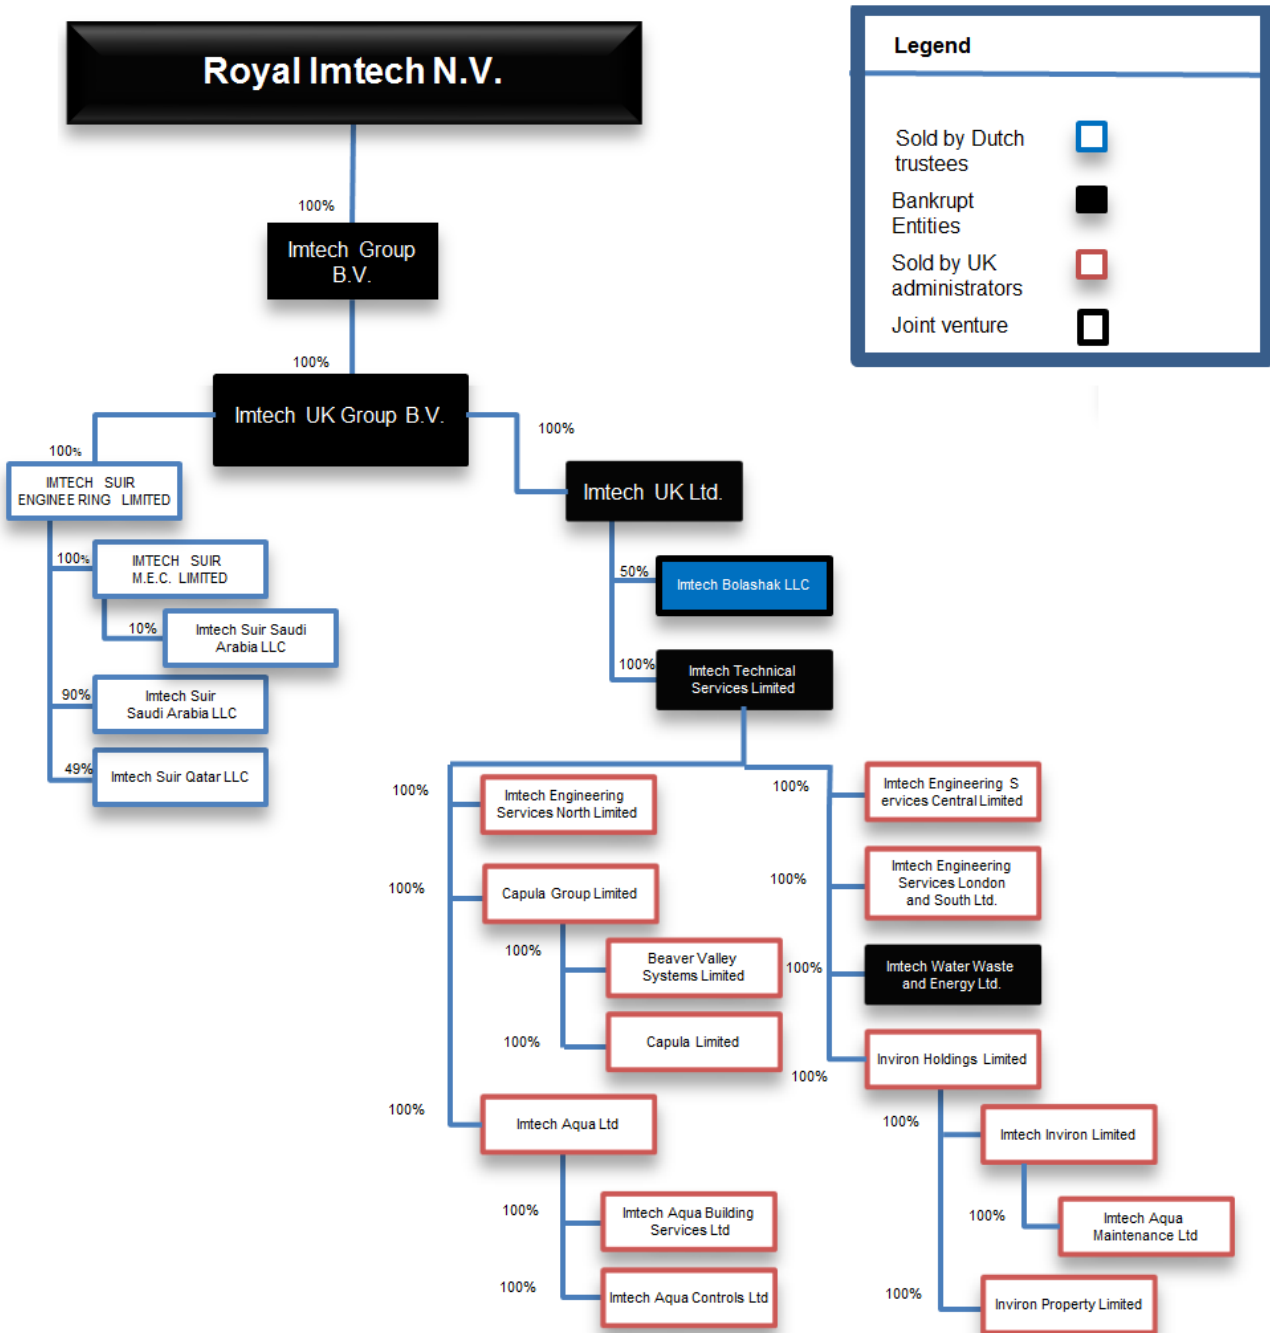 Royal Imtech N.V.
Legend
Sold by Dutch
trustees
Bankrupt
Entities
Sold by UK
administrators
Joint venture
100%
Imtech Group
B.V.
100%
Imtech UK Group B.V.
100%
100%
IMTECH SUIR
ENGINEE RING LIMITED
Imtech UK Ltd.
100%
IMTECH SUIR
M.E.C. LIMITED
50%
Imtech Bolashak LLC
10%
Imtech Suir Saudi
Arabia LLC
100%
Imtech Technical
Services Limited
90%
Imtech Suir
Saudi Arabia LLC
49%
Imtech Suir Qatar LLC
100%
Imtech Engineering
Services North Limited
100%
Imtech Engineering S
ervices Central Limited
100%
Capula Group Limited
100%
Imtech Engineering
Services London
and South Ltd.
100%
Beaver Valley
Systems Limited
100%
Imtech Water Waste
and Energy Ltd.
100%
Capula Limited
100%
Inviron Holdings Limited
100%
Imtech Aqua Ltd
100%
Imtech Inviron Limited
100%
Imtech Aqua Building
Services Ltd
100%
Imtech Aqua
Maintenance Ltd
100%
Imtech Aqua Controls Ltd
100%
Inviron Property Limited